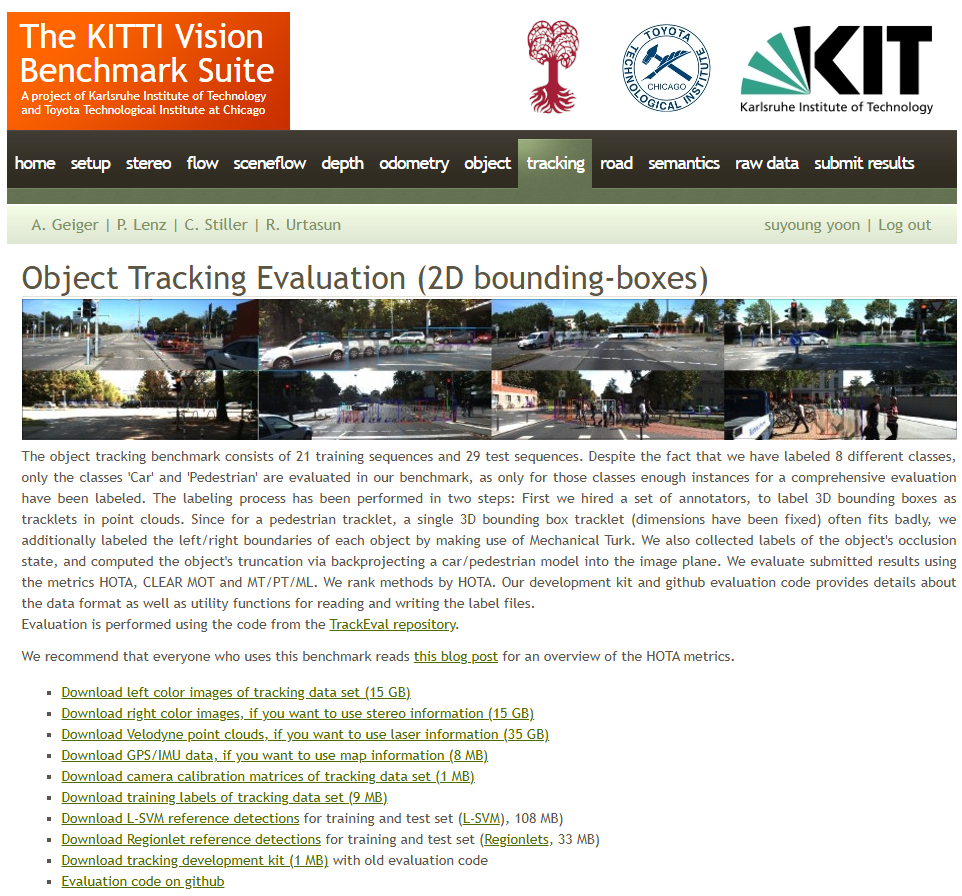 The KITTI Vision
Benchmark Suite
A project of Karlsruhe Institute of Technology
and Toyota Technological Institute at Chicago
TOYOTA TECHNOLOGICAL INSTITUTE
CHICAGO
KIT
Karlsruhe Institute of Technology
home setup stereo flow sceneflow depth odometry object tracking road semantics raw data submit results
A. Geiger | P. Lenz | C. Stiller | R. Urtasun
suyoung yoon | Log out
Object Tracking Evaluation (2D bounding-boxes)
The object tracking benchmark consists of 21 training sequences and 29 test sequences. Despite the fact that we have labeled 8 different classes,
only the classes 'Car' and 'Pedestrian' are evaluated in our benchmark, as only for those classes enough instances for a comprehensive evaluation
have been labeled. The labeling process has been performed in two steps: First we hired a set of annotators, to label 3D bounding boxes as
tracklets in point clouds. Since for a pedestrian tracklet, a single 3D bounding box tracklet (dimensions have been fixed) often fits badly, we
additionally labeled the left/right boundaries of each object by making use of Mechanical Turk. We also collected labels of the object's occlusion
state, and computed the object's truncation via backprojecting a car/pedestrian model into the image plane. We evaluate submitted results using
the metrics HOTA, CLEAR MOT and MT/PT/ML. We rank methods by HOTA. Our development kit and github evaluation code provides details about
the data format as well as utility functions for reading and writing the label files.
Evaluation is performed using the code from the TrackEval repository.
We recommend that everyone who uses this benchmark reads this blog post for an overview of the HOTA metrics.
Download left color images of tracking data set (15 GB)
Download right color images, if you want to use stereo information (15 GB)
Download Velodyne point clouds, if you want to use laser information (35 GB)
Download GPS/IMU data, if you want to use map information (8 MB)
Download camera calibration matrices of tracking data set (1 MB)
Download training labels of tracking data set (9 MB)
Download L-SVM reference detections for training and test set (L-SVM), 108 MB)
Download Regionlet reference detections for training and test set (Regionlets, 33 MB)
Download tracking development kit (1 MB) with old evaluation code
Evaluation code on github